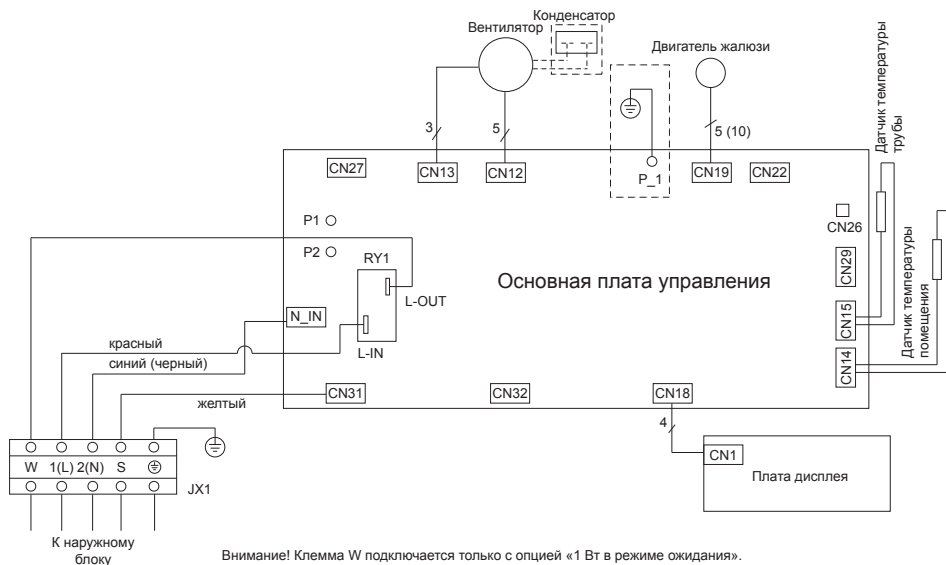 Конденсатор
Вентилятор
Двигатель жалюзи
Датчик температуры
трубы
3
5
5 (10)
CN27
CN13
CN12
P_1
CN19
CN22
P1
CN26
P2
RY1
CN29
Датчик температуры
помещения
Основная плата управления
L-OUT
N_IN
CN15
красный
L-IN
синий (черный)
CN14
CN31
CN32
CN18
желтый
4
CN1
W 1(L) 2(N) S
Плата дисплея
JX1
К наружному
блоку
Внимание! Клемма W подключается только с опцией «1 Вт в режиме ожидания».